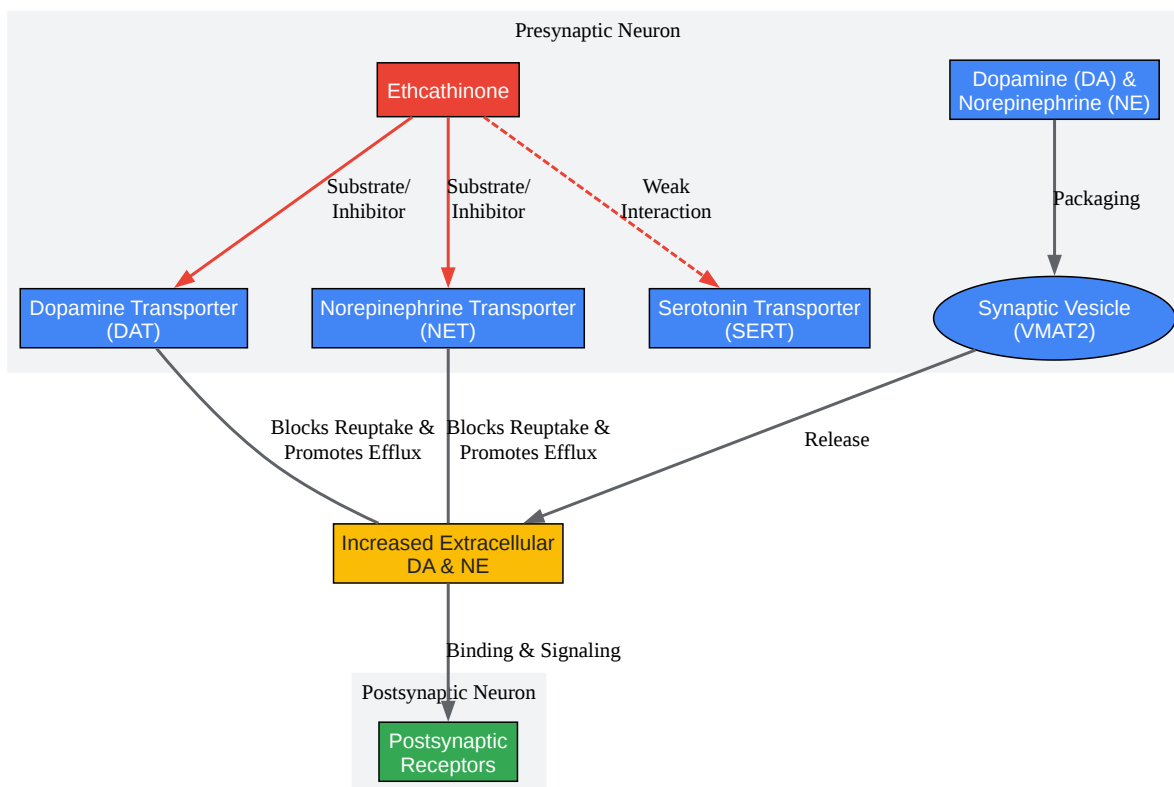 Presynaptic Neuron
Ethcathinone
Dopamine (DA) &
Norepinephrine (NE)
Substrate/
Inhibitor
Substrate/
Inhibitor
Weak
Interaction
Packaging
Dopamine Transporter
(DAT)
Norepinephrine Transporter
(NET)
Serotonin Transporter
(SERT)
Synaptic Vesicle
(VMAT2)
Blocks Reuptake &
Promotes Efflux
Blocks Reuptake &
Promotes Efflux
Release
Increased Extracellular
DA & NE
Binding & Signaling
Postsynaptic Neuron
Postsynaptic
Receptors